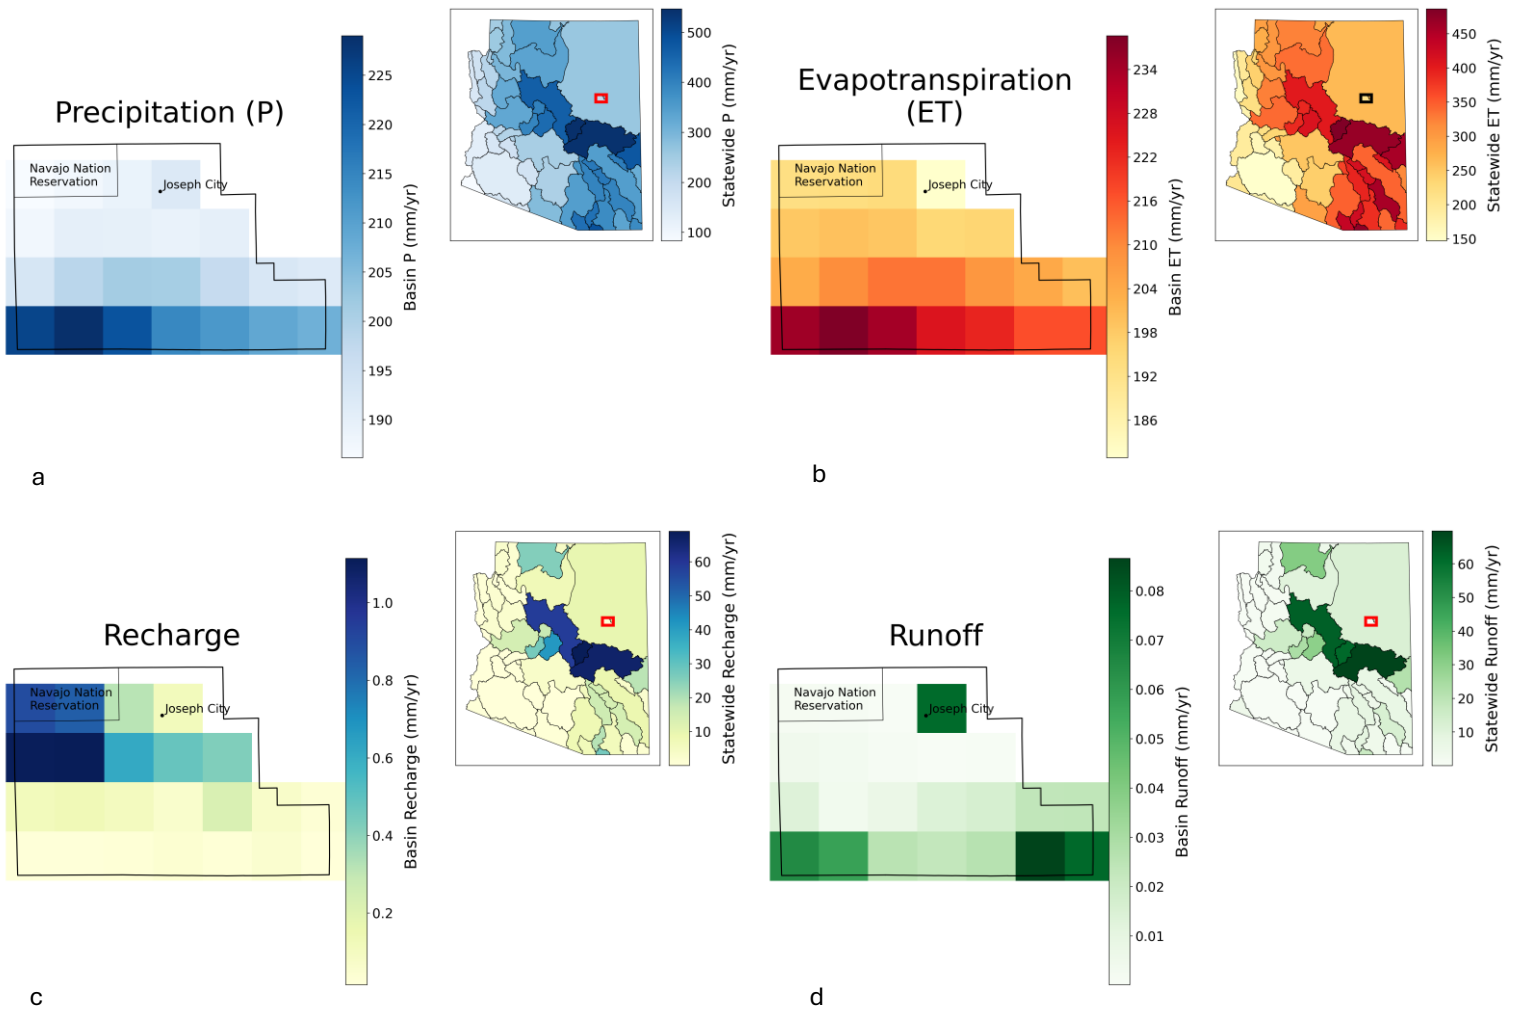 Precipitation (P)
Navajo Nation
Reservation
Joseph City
225
220
215
210
205
200
195
190
Basin P (mm/yr)
500
400
300
200
100
Statewide P (mm/yr)
a
Evapotranspiration
(ET)
234
228
222
216
210
204
198
192
186
Basin ET (mm/yr)
450
400
350
300
250
200
150
Statewide ET (mm/yr)
Joseph City
Navajo Nation
Reservation
b
Recharge
Navajo Nation
Reservation
Joseph City
1.0
0.8
0.6
0.4
0.2
Basin Recharge (mm/yr)
60
50
40
30
20
10
Statewide Recharge (mm/yr)
c
Runoff
Navajo Nation
Reservation
Joseph City
0.08
0.07
0.06
0.05
0.04
0.03
0.02
0.01
Basin Runoff (mm/yr)
60
50
40
30
20
10
Statewide Runoff (mm/yr)
d